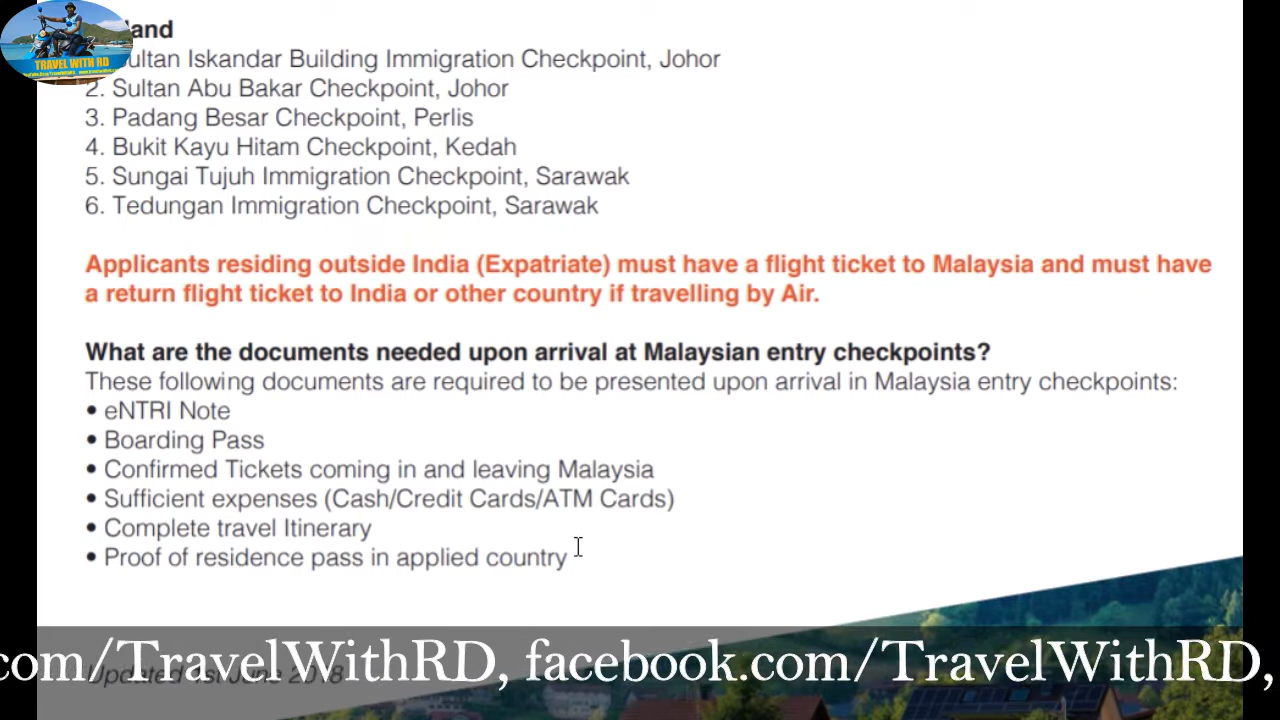 TRAVEL WITH RD
land
ultan Iskandar Building Immigration Checkpoint, Johor
2. Sultan Abu Bakar Checkpoint, Johor
3. Padang Besar Checkpoint, Perlis
4. Bukit Kayu Hitam Checkpoint, Kedah
5. Sungai Tujuh Immigration Checkpoint, Sarawak
6. Tedungan Immigration Checkpoint, Sarawak
Applicants residing outside India (Expatriate) must have a flight ticket to Malaysia and must have
a return flight ticket to India or other country if travelling by Air.
What are the documents needed upon arrival at Malaysian entry checkpoints?
These following documents are required to be presented upon arrival in Malaysia entry checkpoints:
• eNTRI Note
• Boarding Pass
• Confirmed Tickets coming in and leaving Malaysia
• Sufficient expenses (Cash/Credit Cards/ATM Cards)
• Complete travel Itinerary
• Proof of residence pass in applied country
com/TravelWithRD, facebook.com/TravelWithRD,
Updated 1st June 2018